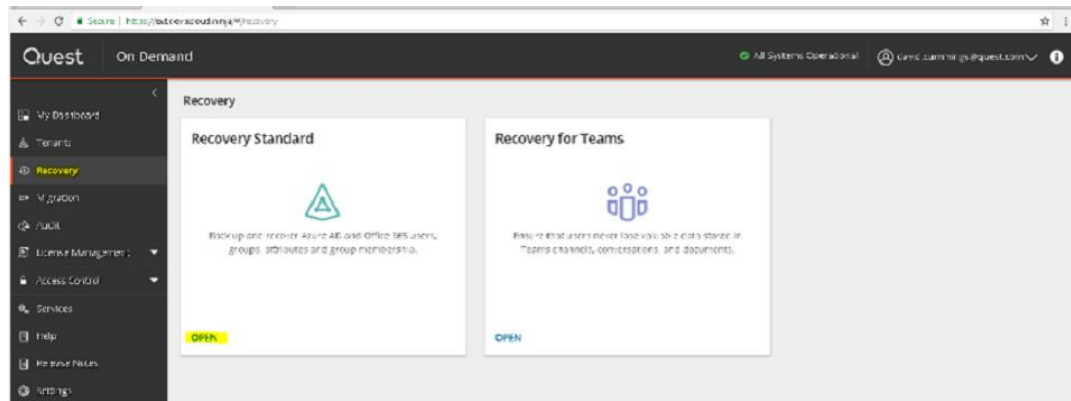 Secure
Quest
On Demand
All Systems Operational
My Dashboard
Tenants
Recovery
Migration
Audit
License Management
Access Control
Services
Help
Release Notes
Settings
Recovery
Recovery Standard
Backup and recover Azure AD and Office 365 users,
groups, attributes and group membership.
OPEN
Recovery for Teams
Ensure that users never lose valuable data stored in
Teams channels, conversations, and documents.
OPEN